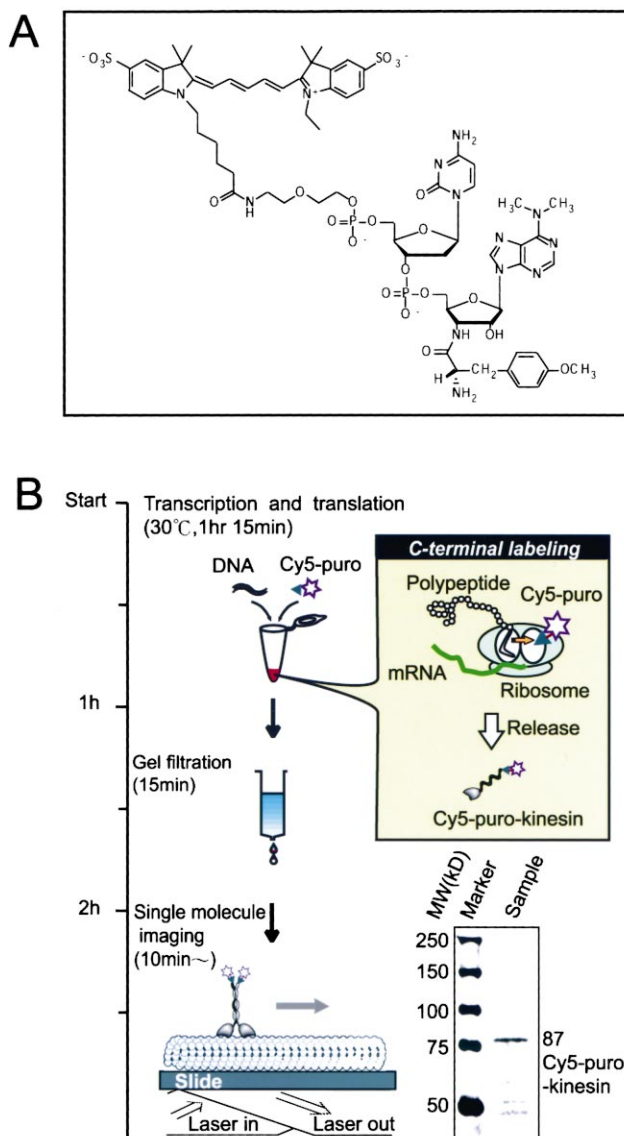 A
-O3S
SO3-
N
N+
O
N
H
O
O
O
O=P-O
-
NH2
N
O
N
O
O
O=P-O
-
H3C
CH3
N
N
N
N
N
O
NH
OH
O
H
CH2
OCH3
NH2
B
Start
Transcription and translation
(30℃,1hr 15min)
DNA
Cy5-puro
C-terminal labeling
Polypeptide
Cy5-puro
mRNA
Ribosome
Release
Cy5-puro-kinesin
1h
Gel filtration
(15min)
2h
Single molecule
imaging
(10min~)
Slide
Laser in
Laser out
MW(kD)
Marker
Sample
250
150
100
75
50
87
Cy5-puro
-kinesin